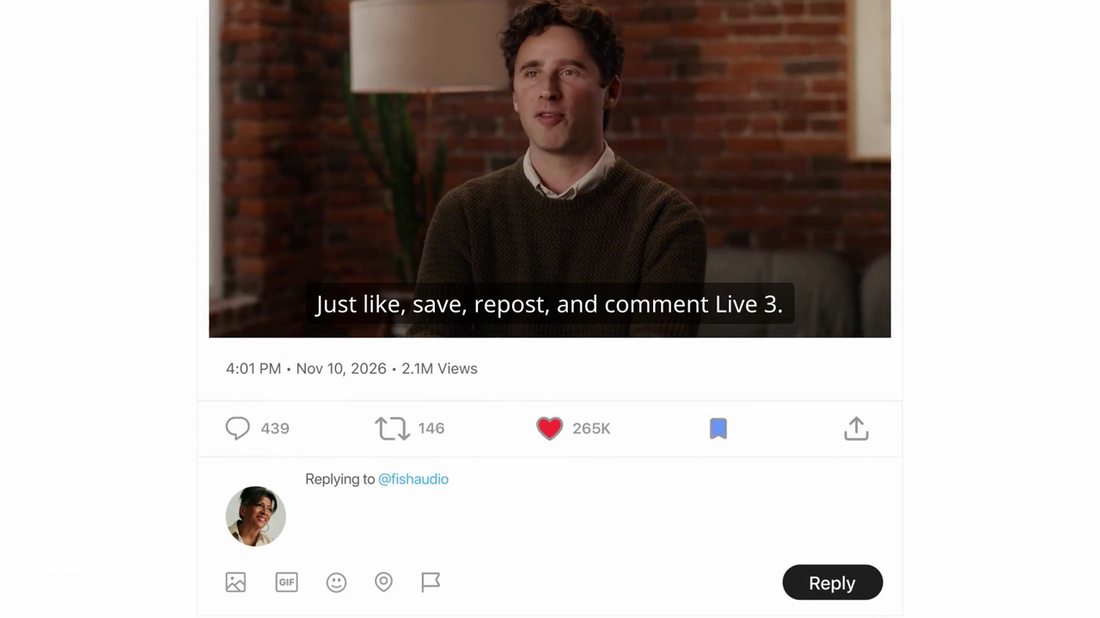 Just like, save, repost, and comment Live 3.
4:01 PM • Nov 10, 2026 • 2.1M Views
439
146
265K
Replying to @fishaudio
GIF
Reply